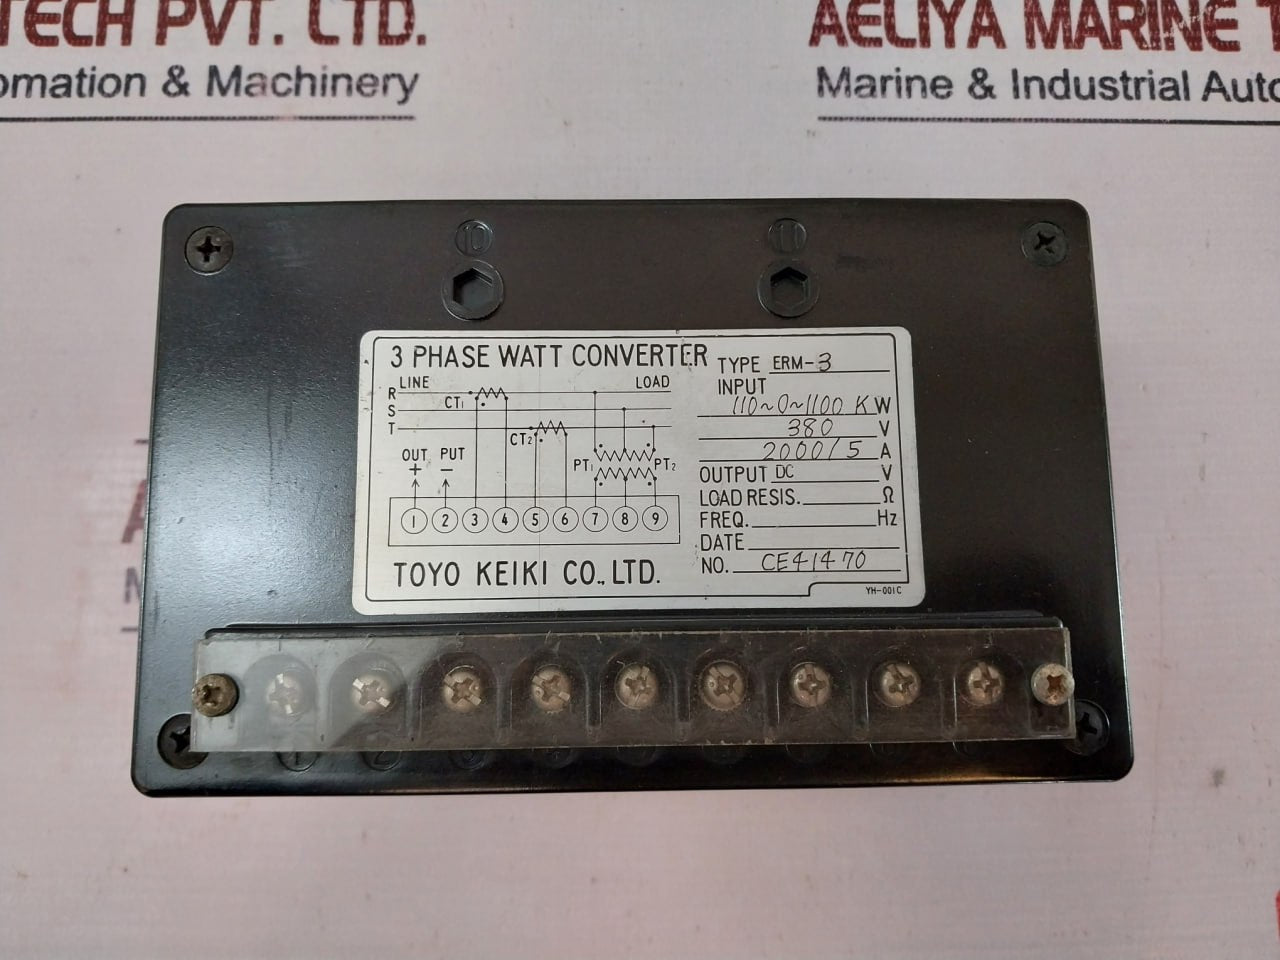 TECH PVT. LTD.
omation & Machinery
AELIYA MARINE T
Marine & Industrial Auto
10
11
3 PHASE WATT CONVERTER
LINE
LOAD
R
S
T
CT1
CT2
OUT PUT
+ −
PT1
PT2
1 2 3 4 5 6 7 8 9
TOYO KEIKI CO., LTD.
TYPE ERM-3
INPUT
110~0~1100 K W
380 V
2000/5 A
OUTPUT DC V
LOAD RESIS. Ω
FREQ. Hz
DATE
NO. CE41470
YH-001C
1 2 3